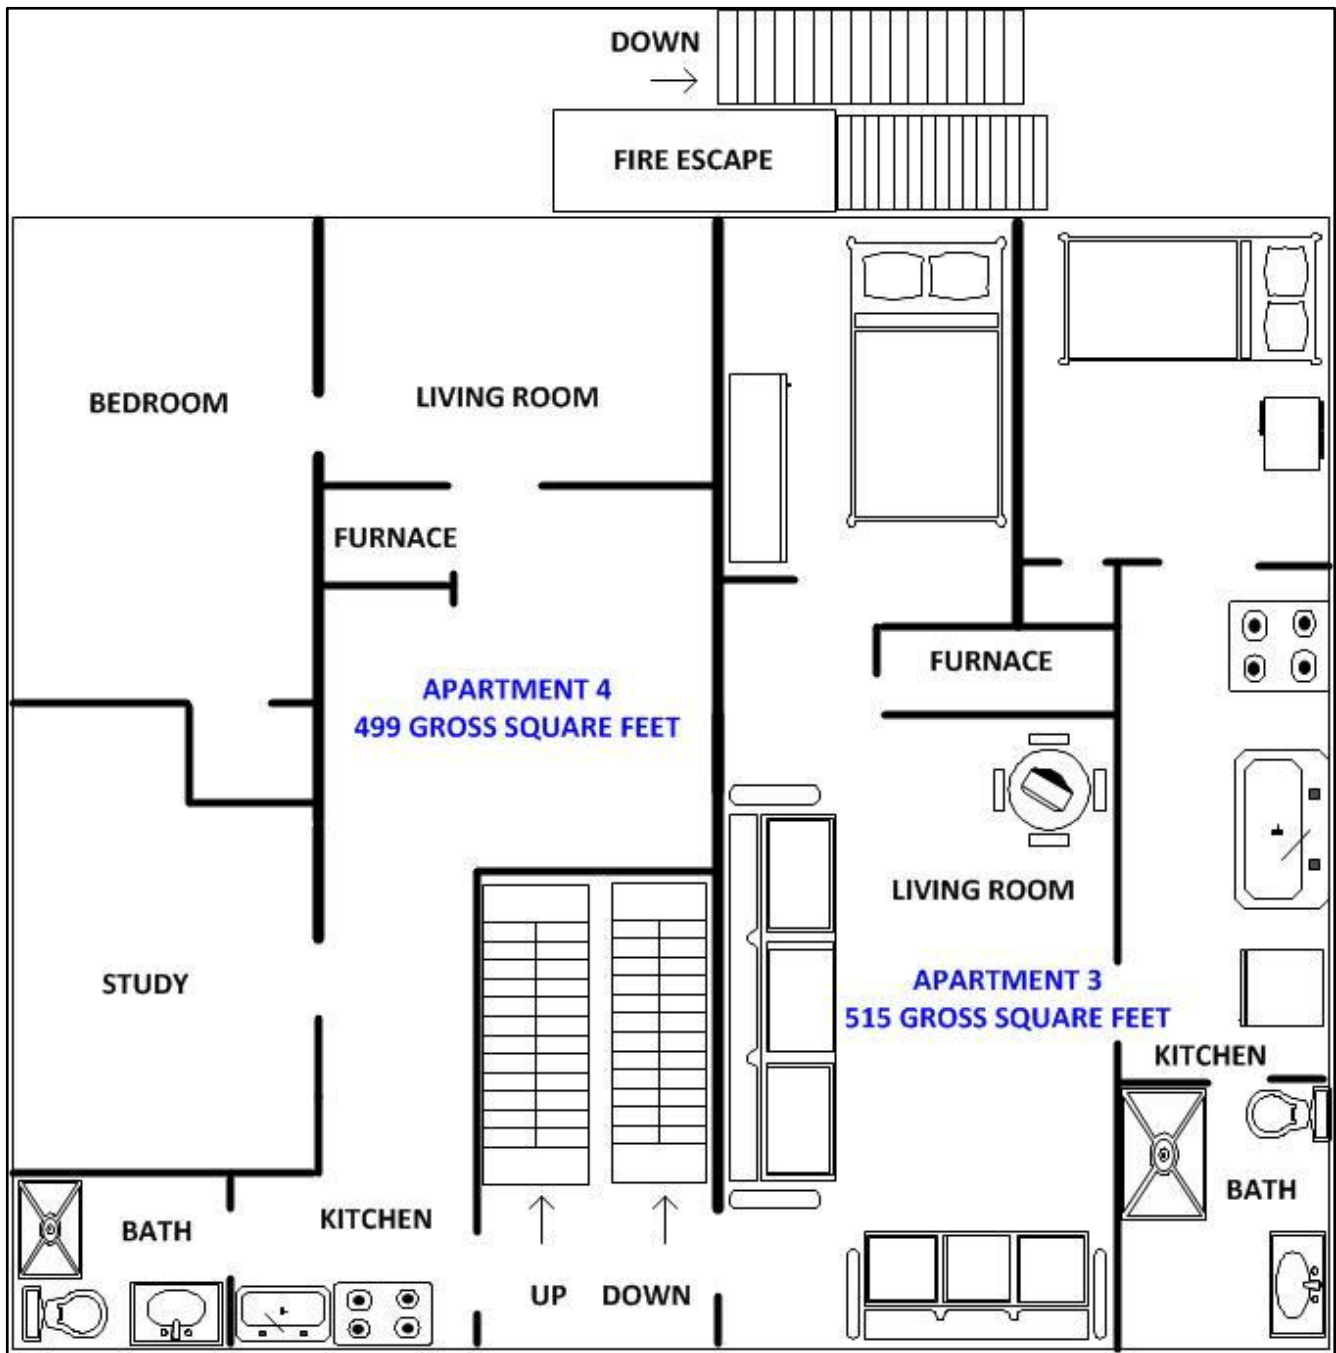 DOWN
FIRE ESCAPE
BEDROOM
LIVING ROOM
FURNACE
APARTMENT 4
499 GROSS SQUARE FEET
FURNACE
LIVING ROOM
STUDY
APARTMENT 3
515 GROSS SQUARE FEET
KITCHEN
BATH
BATH
KITCHEN
UP
DOWN